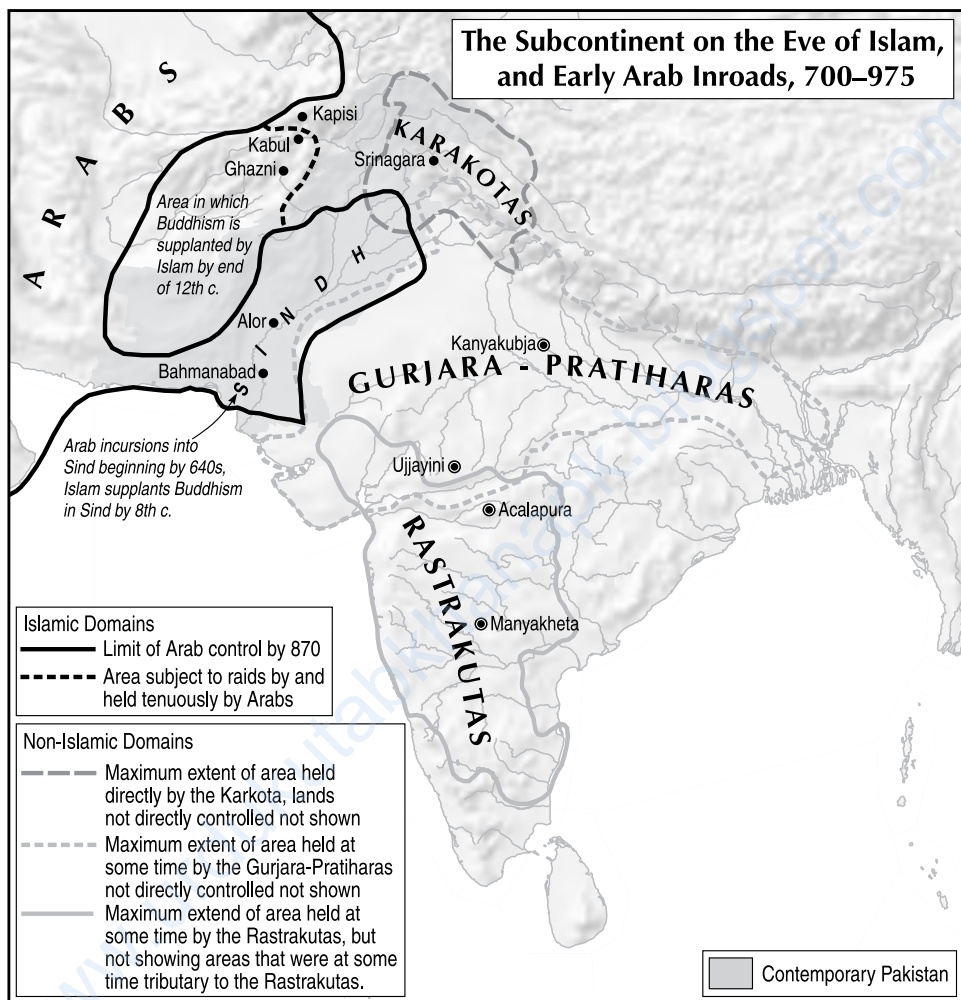 The Subcontinent on the Eve of Islam,
and Early Arab Inroads, 700–975
ARABS
Kapisi
Kabul
Ghazni
KARAKOTAS
Srinagara
Area in which
Buddhism is
supplanted by
Islam by end
of 12th c.
SINDH
Alor
Bahmanabad
Kanyakubja
GURJARA - PRATIHARAS
Arab incursions into
Sind beginning by 640s,
Islam supplants Buddhism
in Sind by 8th c.
Ujjayini
Acalapura
RASTRAKUTAS
Manyakheta
Islamic Domains
Limit of Arab control by 870
Area subject to raids by and
held tenuously by Arabs
Non-Islamic Domains
Maximum extent of area held
directly by the Karkota, lands
not directly controlled not shown
Maximum extent of area held at
some time by the Gurjara-Pratiharas
not directly controlled not shown
Maximum extend of area held at
some time by the Rastrakutas, but
not showing areas that were at some
time tributary to the Rastrakutas.
Contemporary Pakistan
www.urdukutabkhanapk.blogspot.com